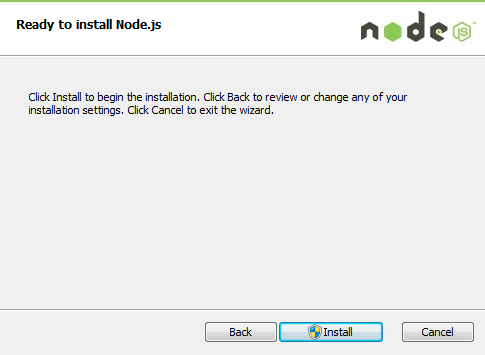 Ready to install Node.js
node JS
Click Install to begin the installation. Click Back to review or change any of your
installation settings. Click Cancel to exit the wizard.
Back
Install
Cancel